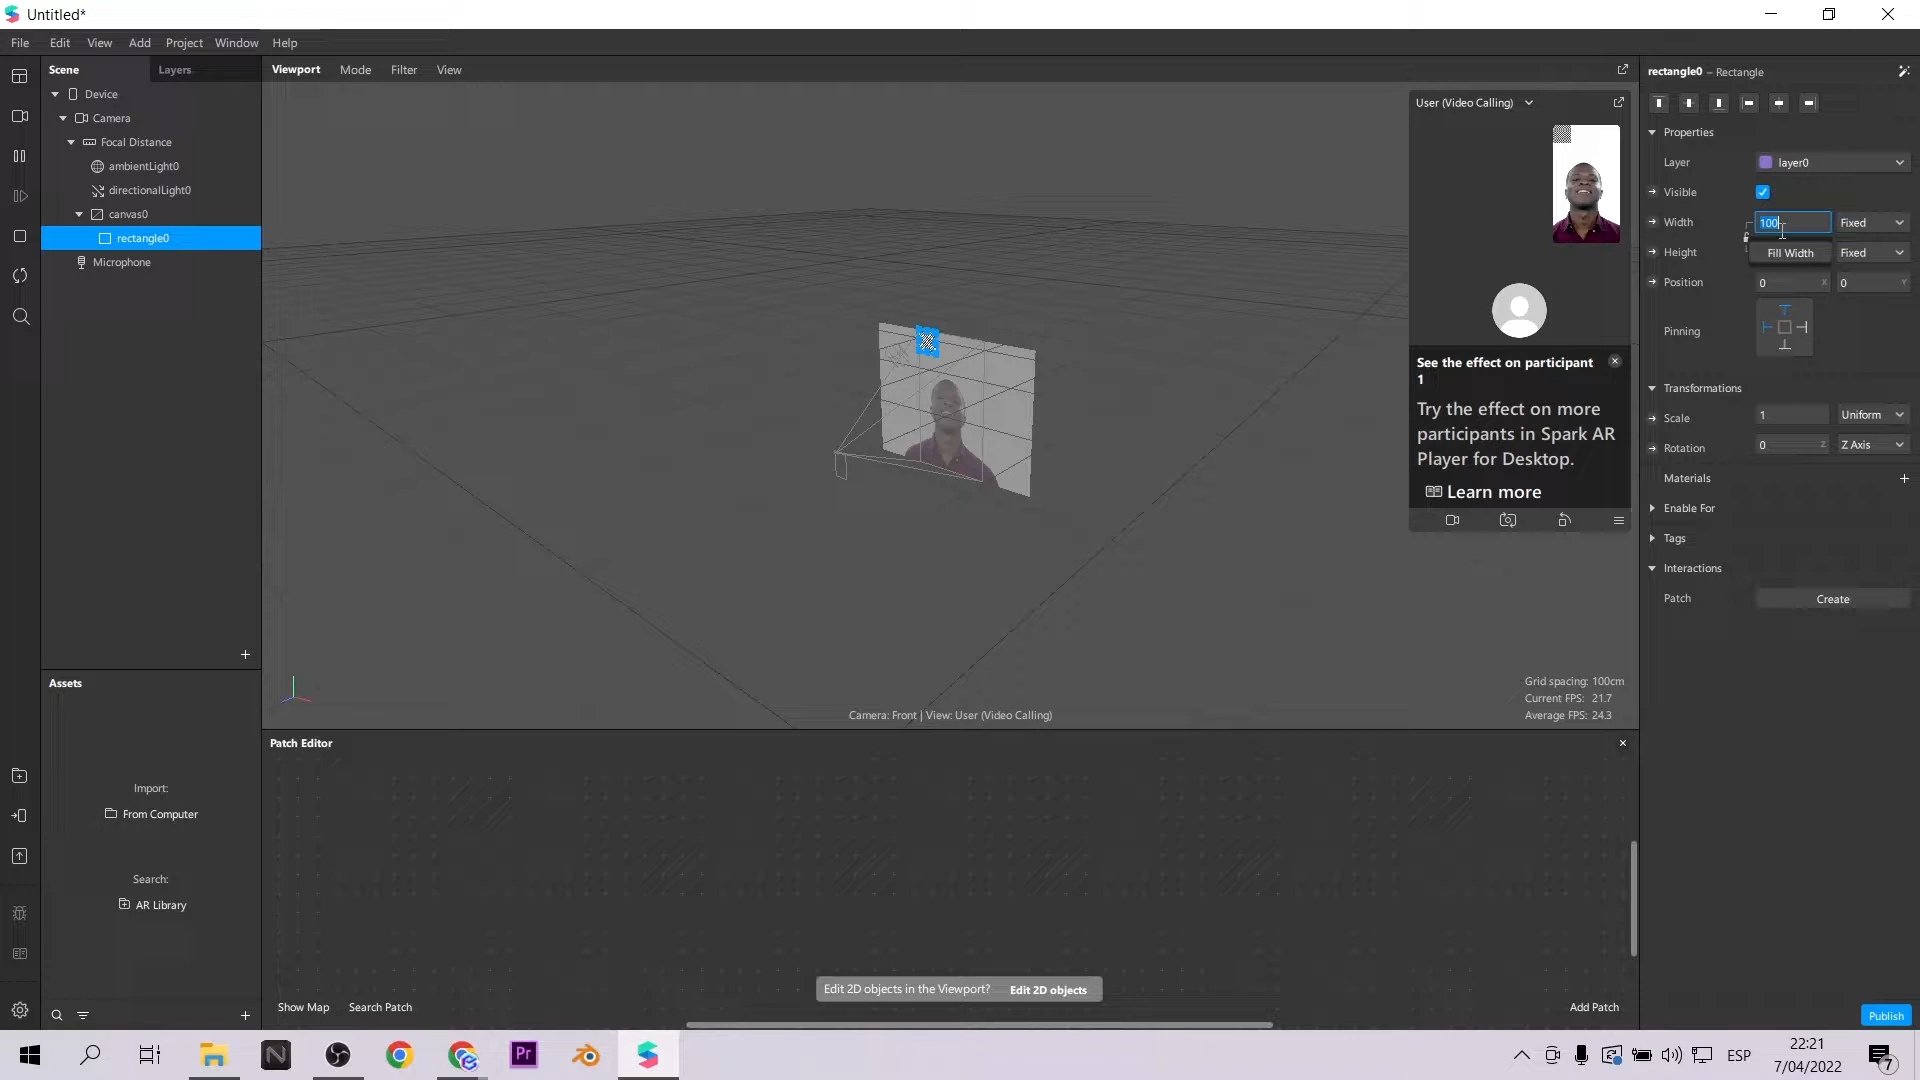 Untitled*
File Edit View Add Project Window Help
Scene Layers
Device
Camera
Focal Distance
ambientLight0
directionalLight0
canvas0
rectangle0
Microphone
Viewport Mode Filter View
User (Video Calling)
See the effect on participant
1
Try the effect on more
participants in Spark AR
Player for Desktop.
Learn more
Grid spacing: 100cm
Current FPS: 21.7
Average FPS: 24.3
Camera: Front | View: User (Video Calling)
rectangle0 – Rectangle
Properties
Layer layer0
Visible
Width 100 Fixed
Height Fill Width Fixed
Position 0 X 0 Y
Pinning
Transformations
Scale 1 Uniform
Rotation 0 Z Z Axis
Materials
Enable For
Tags
Interactions
Patch Create
Assets
Import:
From Computer
Search:
AR Library
Patch Editor
Edit 2D objects in the Viewport? Edit 2D objects
Show Map Search Patch
Add Patch
Publish
N
Pr
ESP
22:21
7/04/2022
7